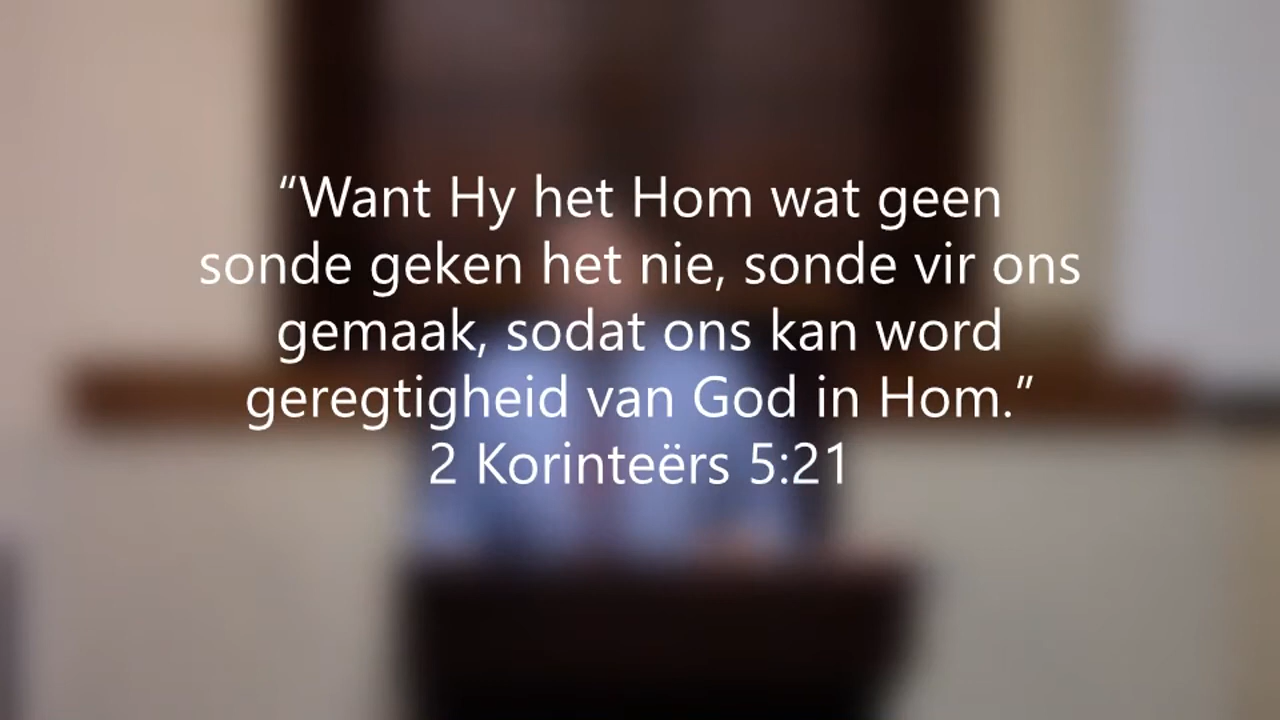 “Want Hy het Hom wat geen
sonde geken het nie, sonde vir ons
gemaak, sodat ons kan word
geregtigheid van God in Hom.”
2 Korinteërs 5:21